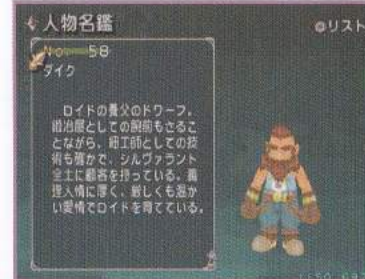 人物名鑑
リスト
No. 58
ダイク
ロイドの養父のドワーフ。
鍛冶屋としての腕前もさるこ
とながら、細工師としての技
術も確かで、シルヴァラント
全土に顧客を持っている。義
理人情に厚く、厳しくも温か
い愛情でロイドを育てている。